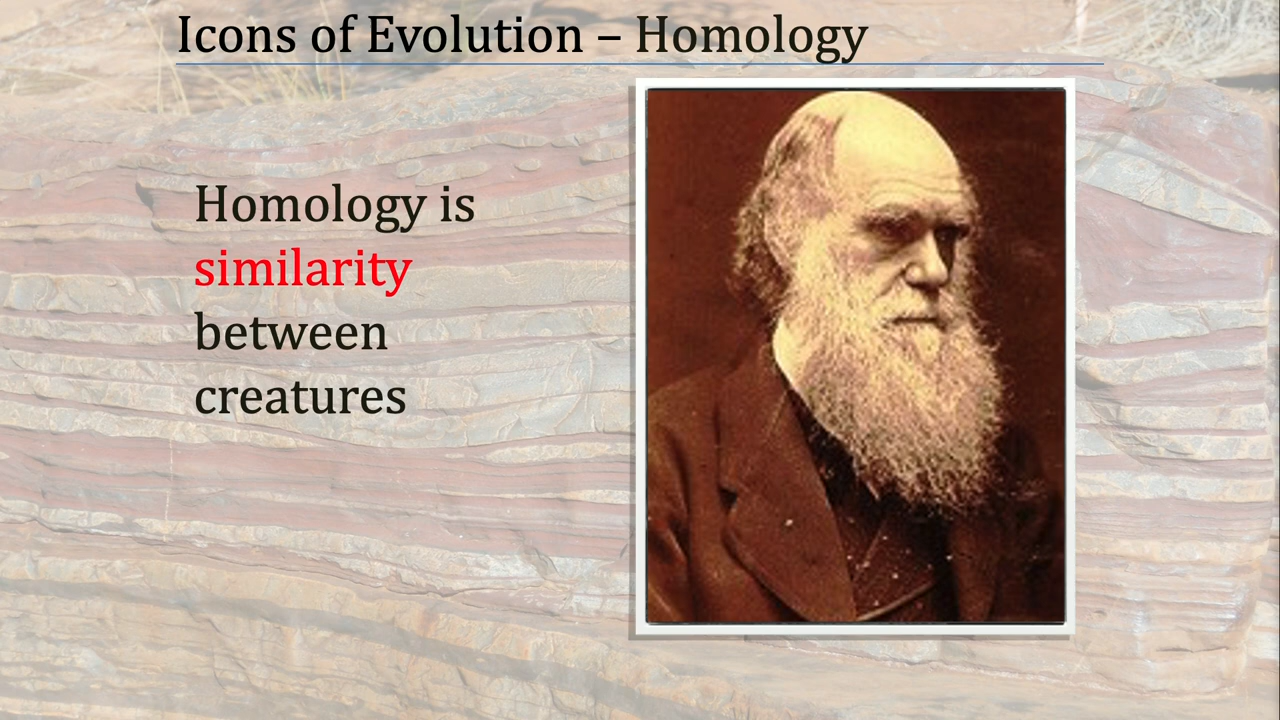 Icons of Evolution – Homology
Homology is
similarity
between
creatures